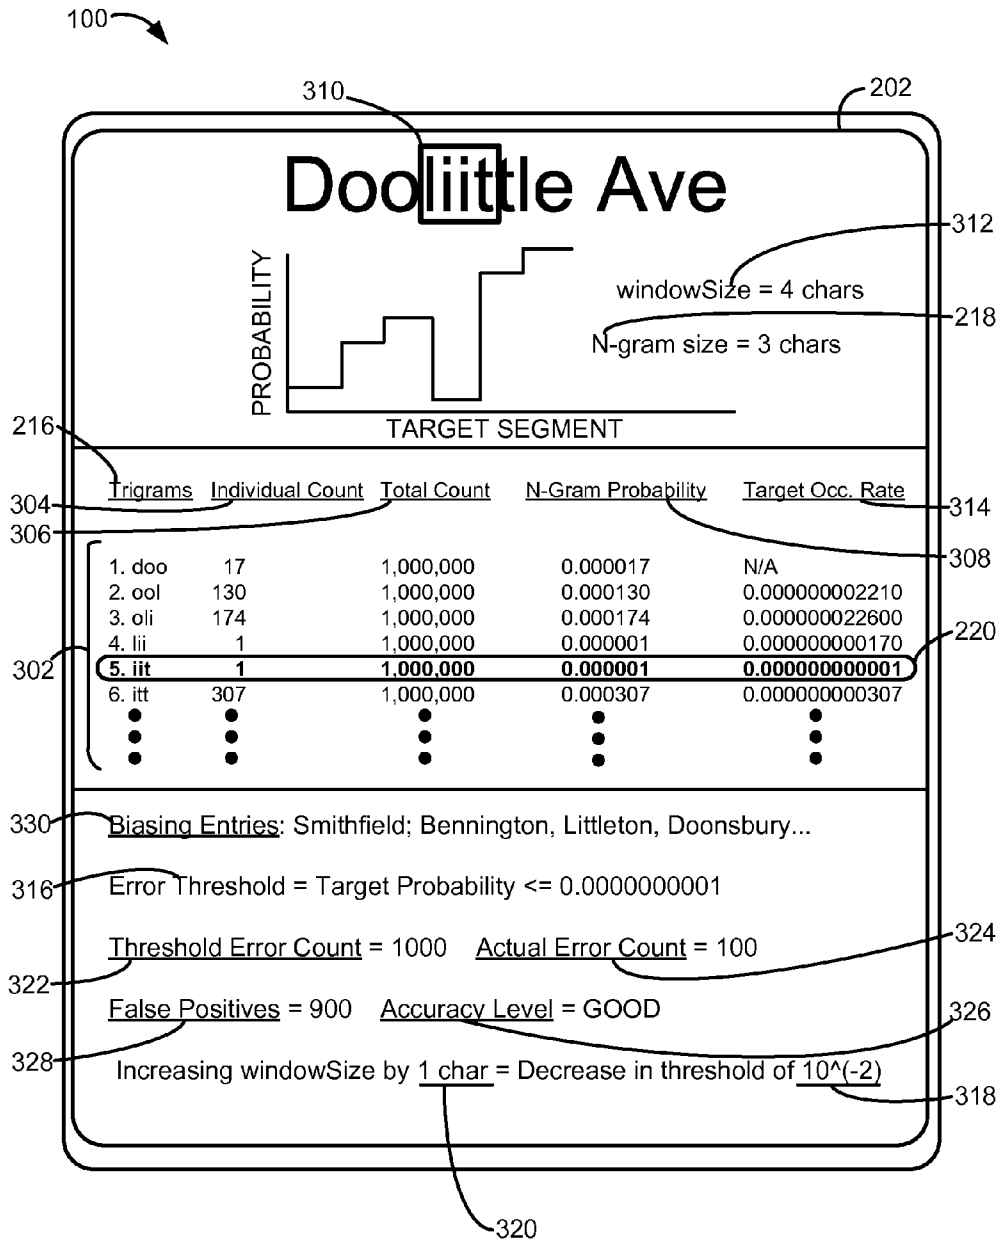 100
310
202
Dooliittle Ave
312
windowSize = 4 chars
218
N-gram size = 3 chars
PROBABILITY
TARGET SEGMENT
216
Trigrams Individual Count Total Count N-Gram Probability Target Occ. Rate
304
314
306
308
1. doo 17 1,000,000 0.000017 N/A
2. ool 130 1,000,000 0.000130 0.000000002210
3. oli 174 1,000,000 0.000174 0.000000022600
4. lii 1 1,000,000 0.000001 0.000000000170
220
302
5. iit 1 1,000,000 0.000001 0.000000000001
6. itt 307 1,000,000 0.000307 0.000000000307
330
Biasing Entries: Smithfield; Bennington, Littleton, Doonsbury...
316
Error Threshold = Target Probability <= 0.0000000001
324
Threshold Error Count = 1000 Actual Error Count = 100
322
False Positives = 900 Accuracy Level = GOOD
326
328
Increasing windowSize by 1 char = Decrease in threshold of 10^(-2)
318
320